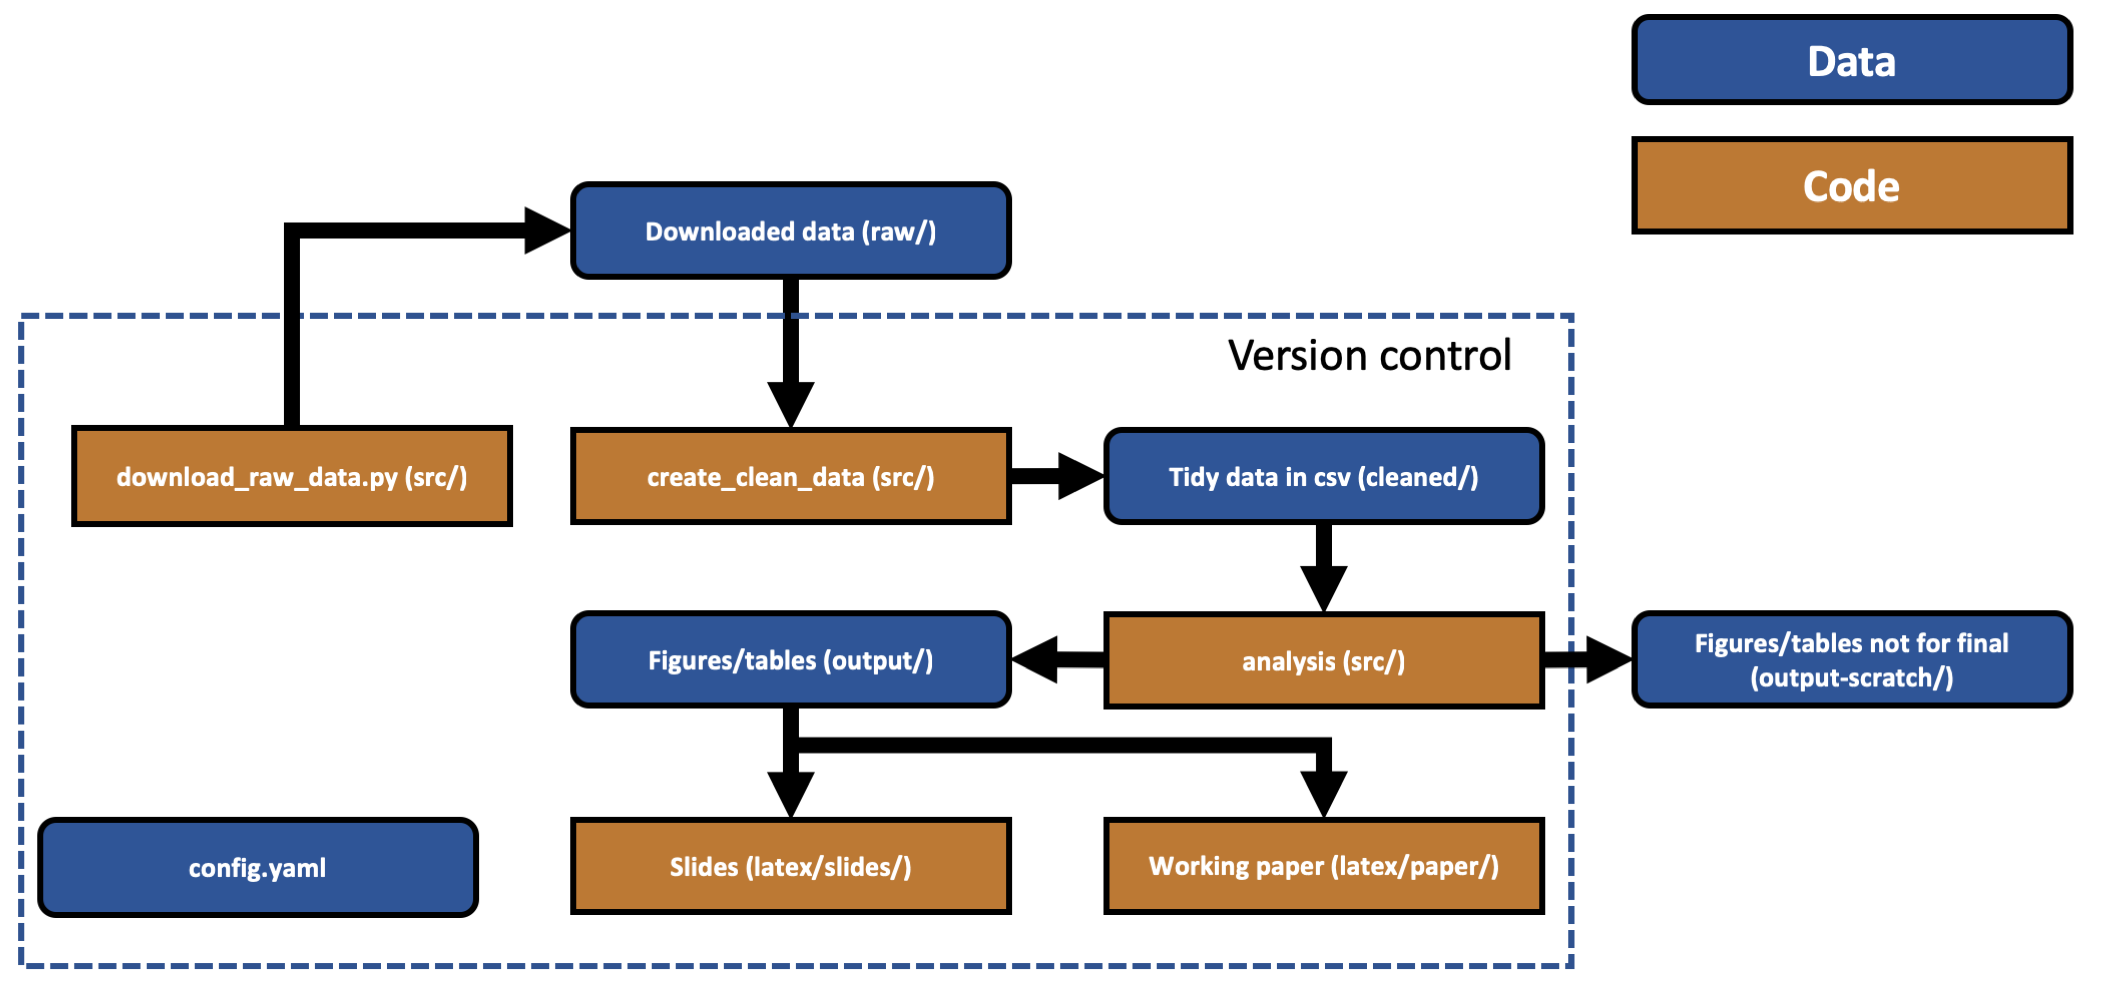 Data
Code
Downloaded data (raw/)
Version control
download_raw_data.py (src/)
create_clean_data (src/)
Tidy data in csv (cleaned/)
Figures/tables (output/)
analysis (src/)
Figures/tables not for final
(output-scratch/)
config.yaml
Slides (latex/slides/)
Working paper (latex/paper/)